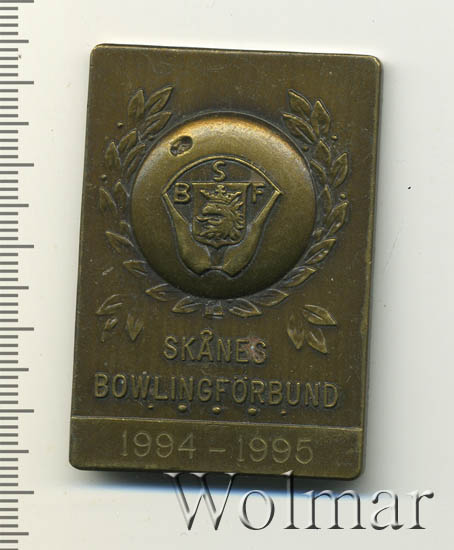 S
B F
SKÅNES
BOWLINGFÖRBUND
1994 - 1995
Wolmar